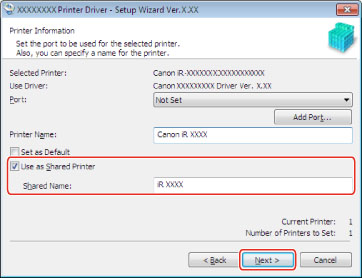 XXXXXXXX Printer Driver - Setup Wizard Ver.X.XX
Printer Information
Set the port to be used for the selected printer.
Also, you can specify a name for the printer.
Selected Printer: Canon iR-XXXXXXXXXXXXXXXXXX
Use Driver: Canon XXXXXXXXX Driver Ver. X.XX
Port: Not Set
Add Port...
Printer Name: Canon iR XXXX
Set as Default
Use as Shared Printer
Shared Name: iR XXXX
Current Printer: 1
Number of Printers to Set: 1
< Back Next > Cancel